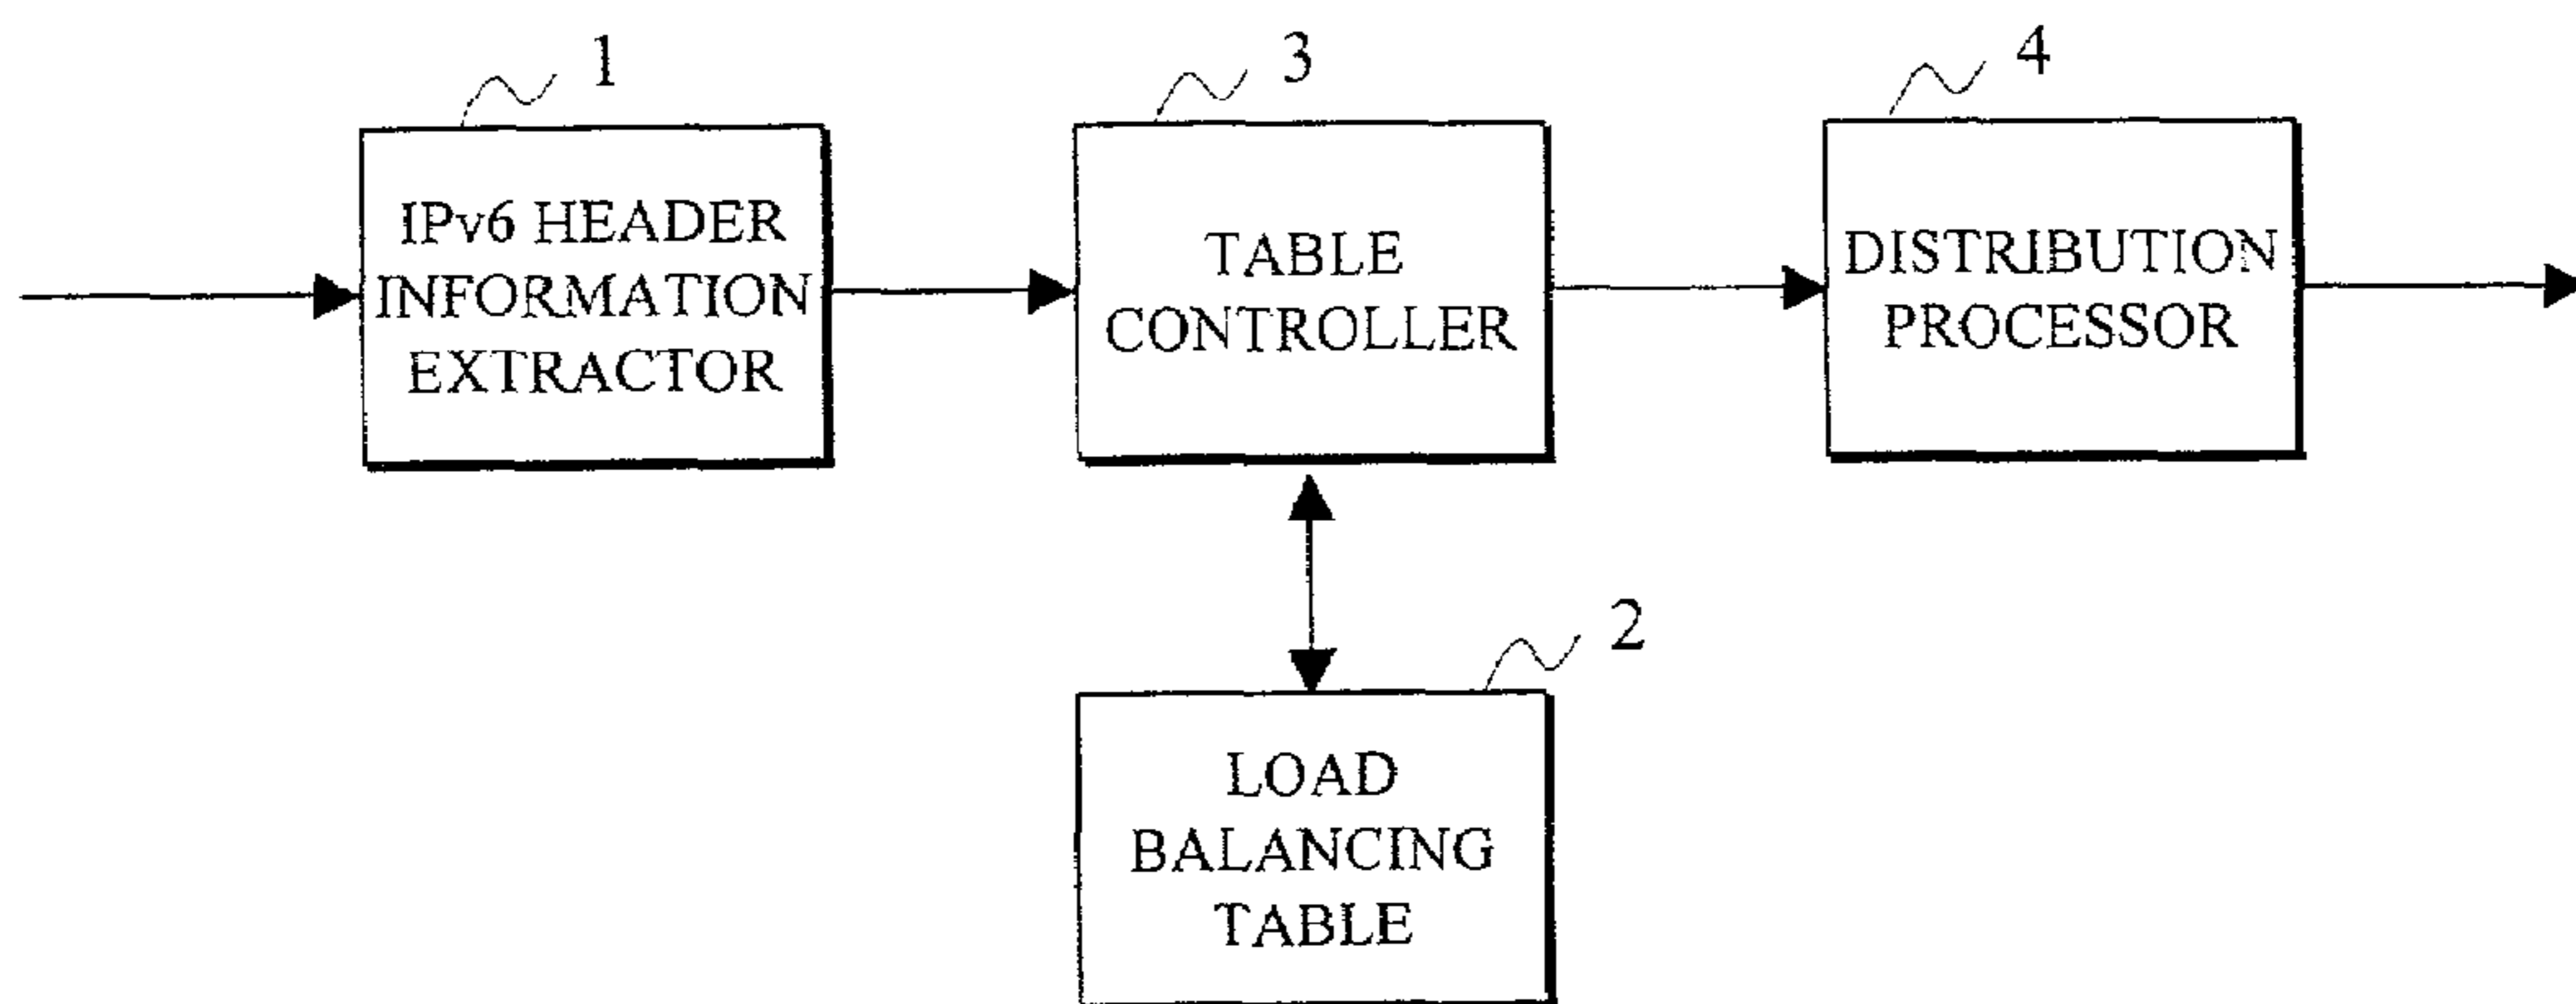 1
3
4
IPv6 HEADER
INFORMATION
EXTRACTOR
TABLE
CONTROLLER
DISTRIBUTION
PROCESSOR
2
LOAD
BALANCING
TABLE